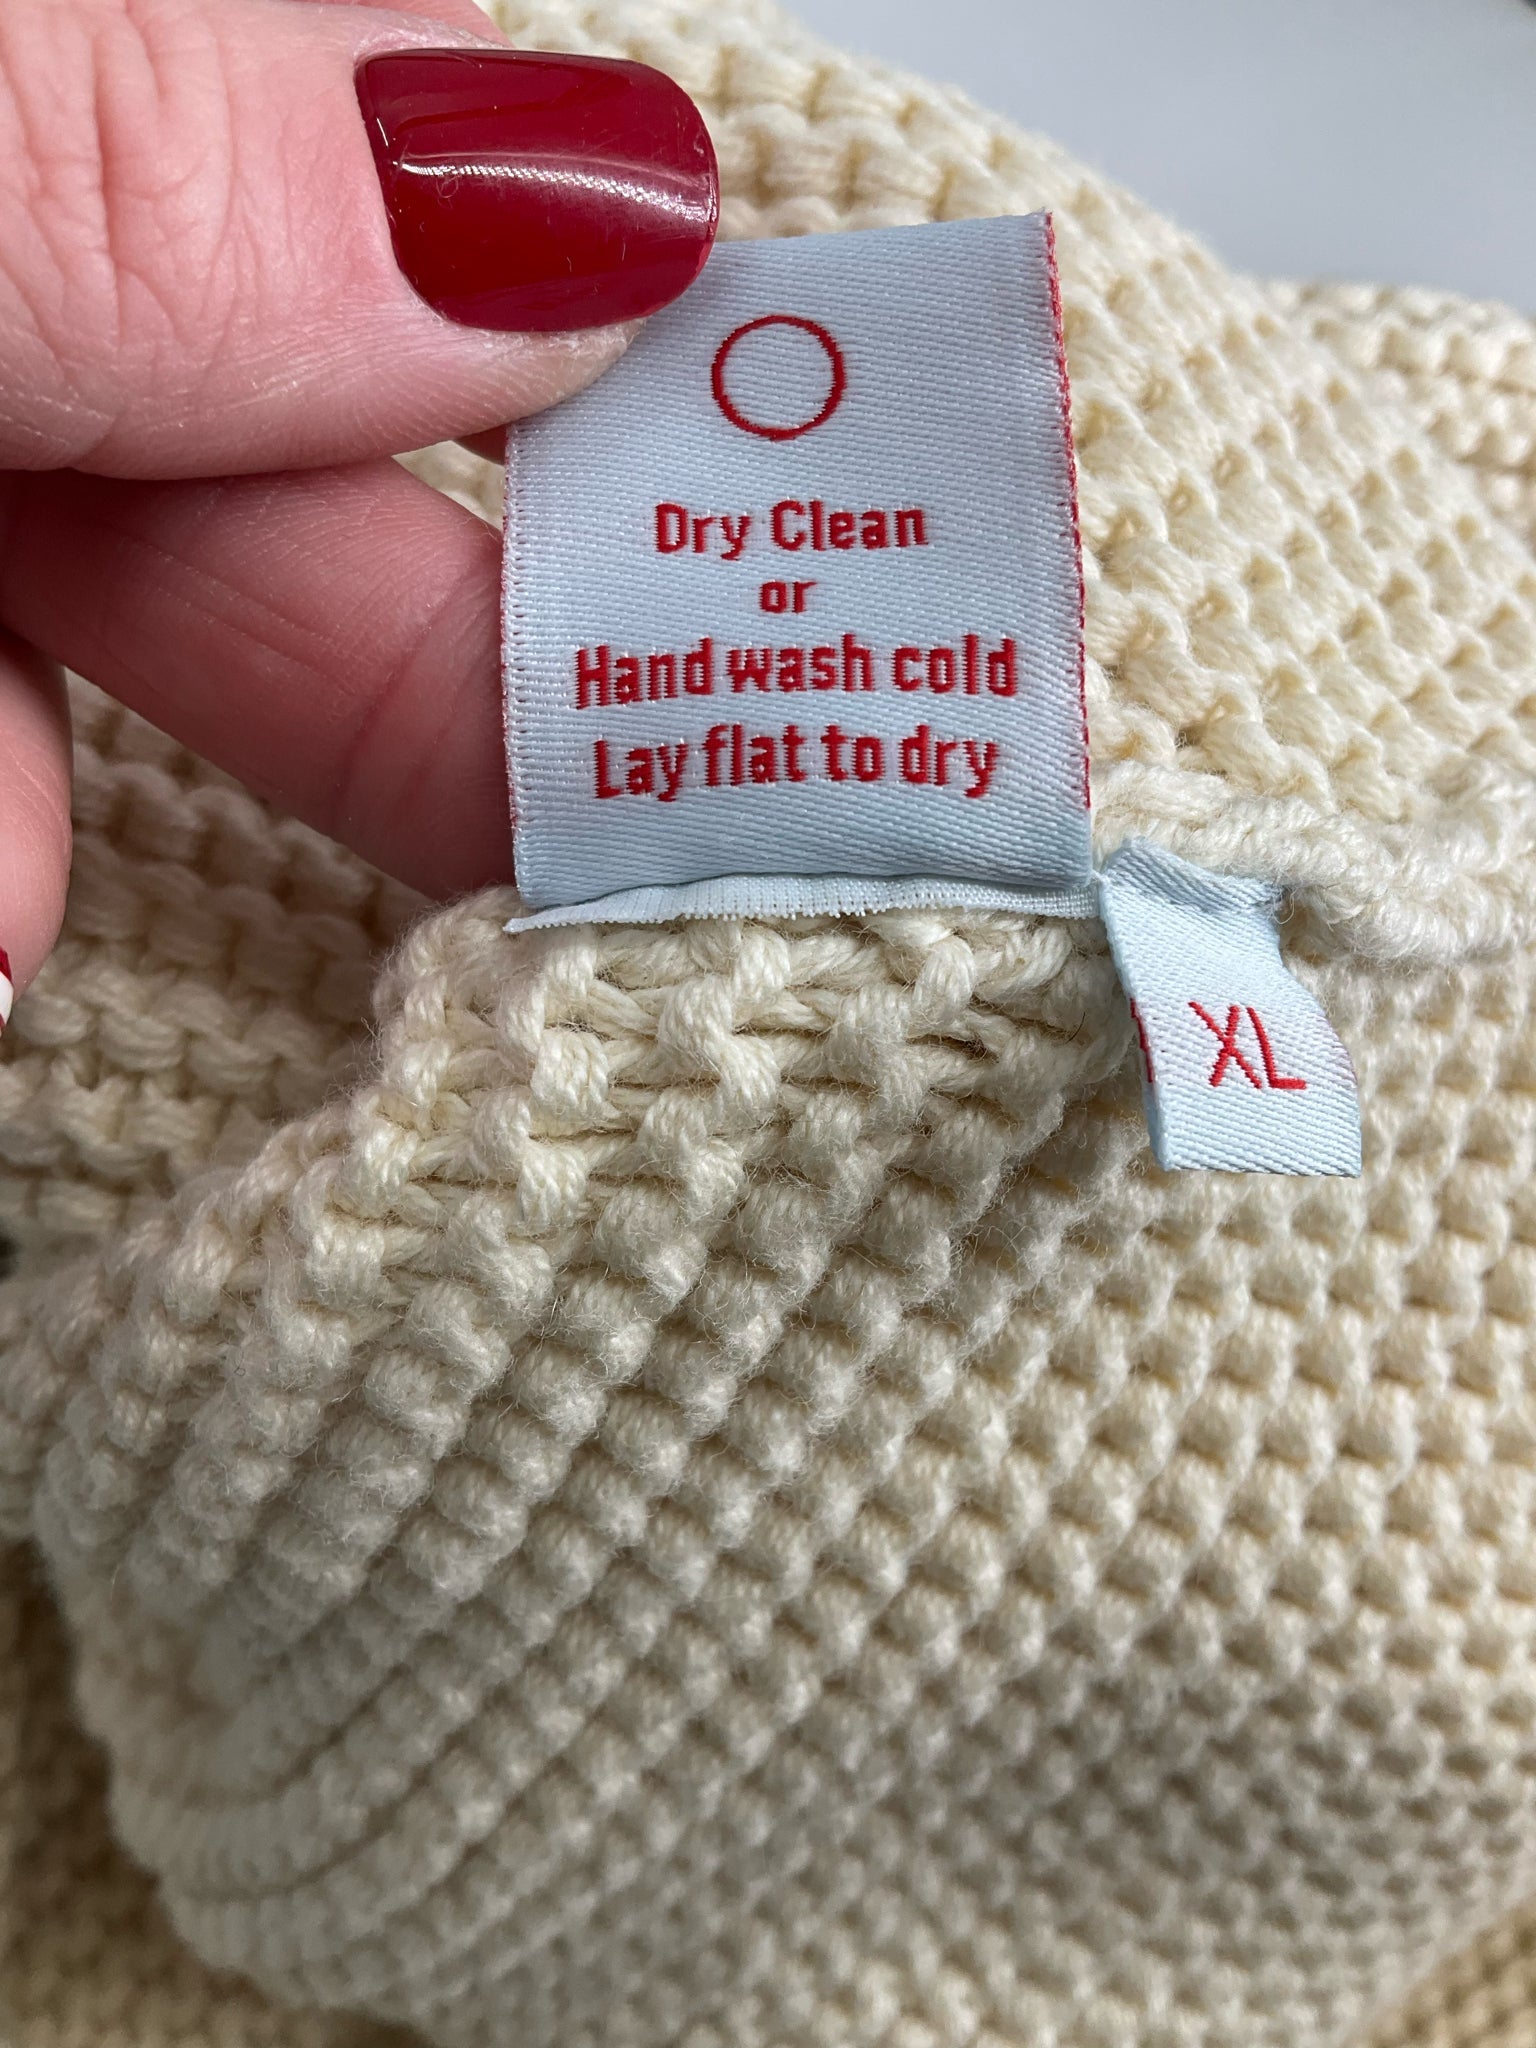 Dry Clean
or
Hand wash cold
Lay flat to dry
XL